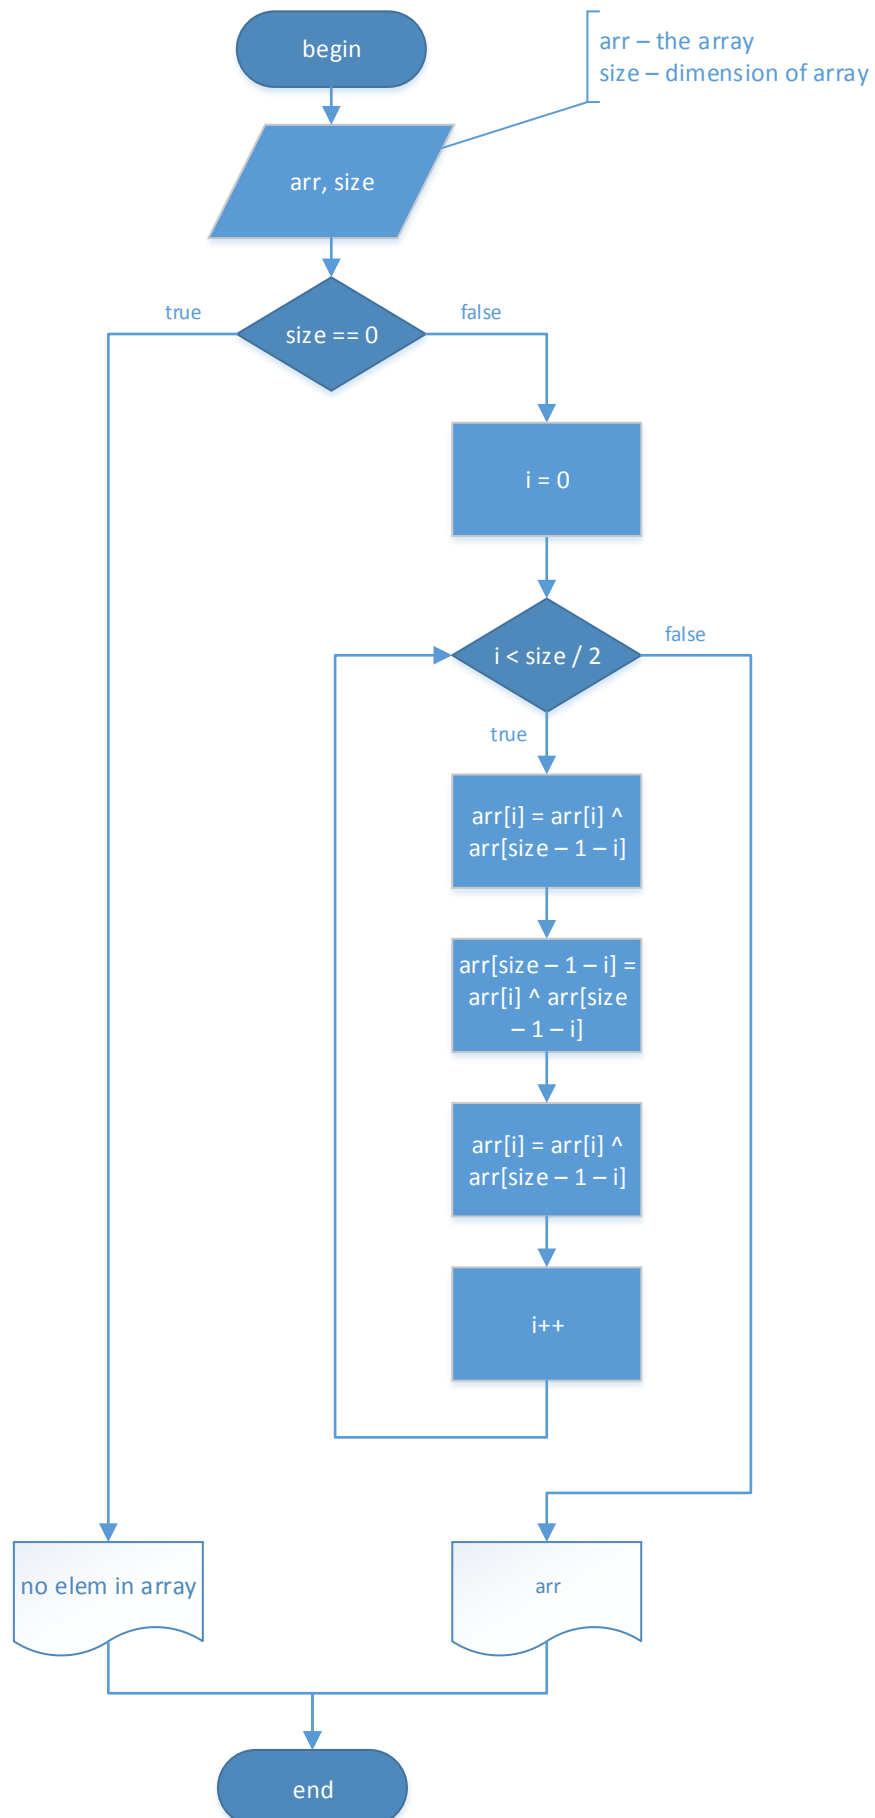 begin
arr – the array
size – dimension of array
arr, size
true
false
size == 0
i = 0
false
i < size / 2
true
arr[i] = arr[i] ^
arr[size – 1 – i]
arr[size – 1 – i] =
arr[i] ^ arr[size
– 1 – i]
arr[i] = arr[i] ^
arr[size – 1 – i]
i++
no elem in array
arr
end